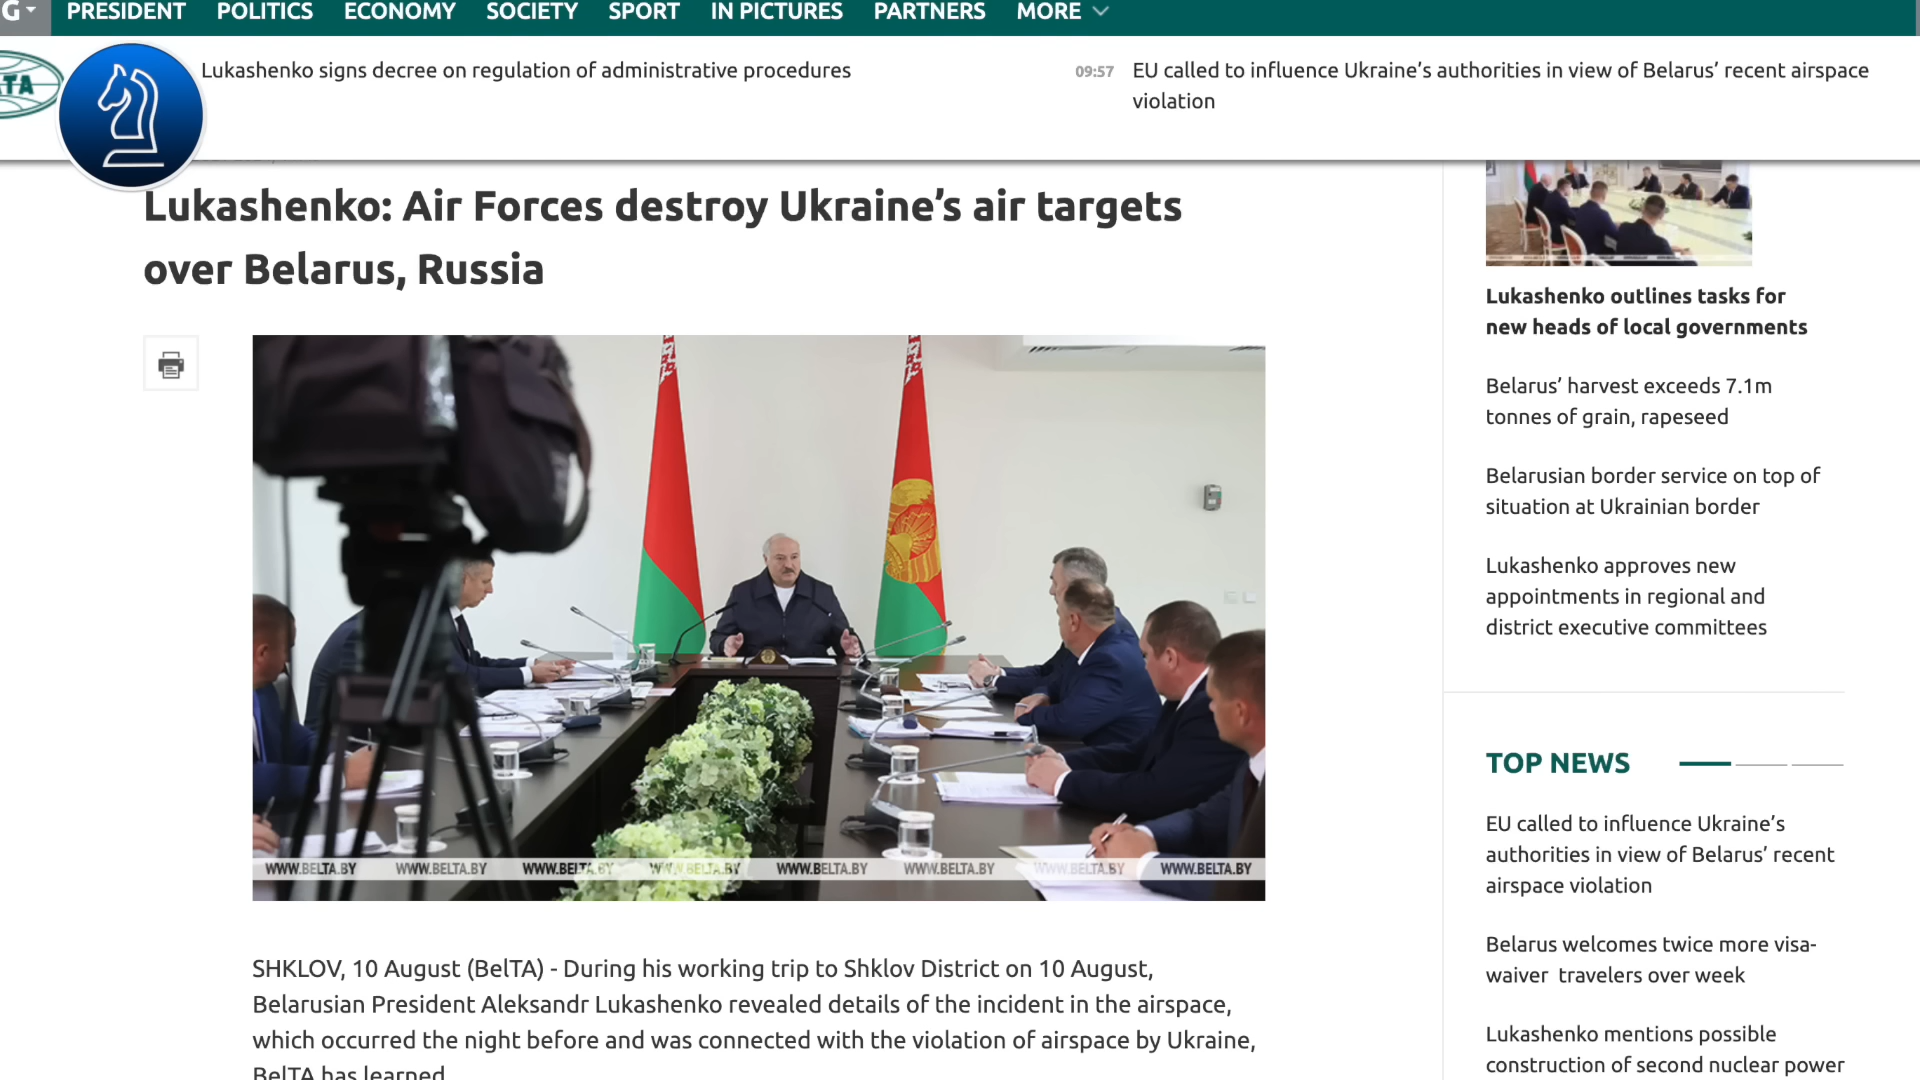 G
PRESIDENT POLITICS ECONOMY SOCIETY SPORT IN PICTURES PARTNERS MORE
TA
Lukashenko signs decree on regulation of administrative procedures
09:57 EU called to influence Ukraine’s authorities in view of Belarus’ recent airspace
violation
Lukashenko: Air Forces destroy Ukraine’s air targets
over Belarus, Russia
WWW.BELTA.BY WWW.BELTA.BY WWW.BELTA.BY WWW.BELTA.BY WWW.BELTA.BY WWW.BELTA.BY WWW.BELTA.BY WWW.BELTA.BY
SHKLOV, 10 August (BelTA) - During his working trip to Shklov District on 10 August,
Belarusian President Aleksandr Lukashenko revealed details of the incident in the airspace,
which occurred the night before and was connected with the violation of airspace by Ukraine,
BelTA has learned.
Lukashenko outlines tasks for
new heads of local governments
Belarus’ harvest exceeds 7.1m
tonnes of grain, rapeseed
Belarusian border service on top of
situation at Ukrainian border
Lukashenko approves new
appointments in regional and
district executive committees
TOP NEWS
EU called to influence Ukraine’s
authorities in view of Belarus’ recent
airspace violation
Belarus welcomes twice more visa-
waiver travelers over week
Lukashenko mentions possible
construction of second nuclear power